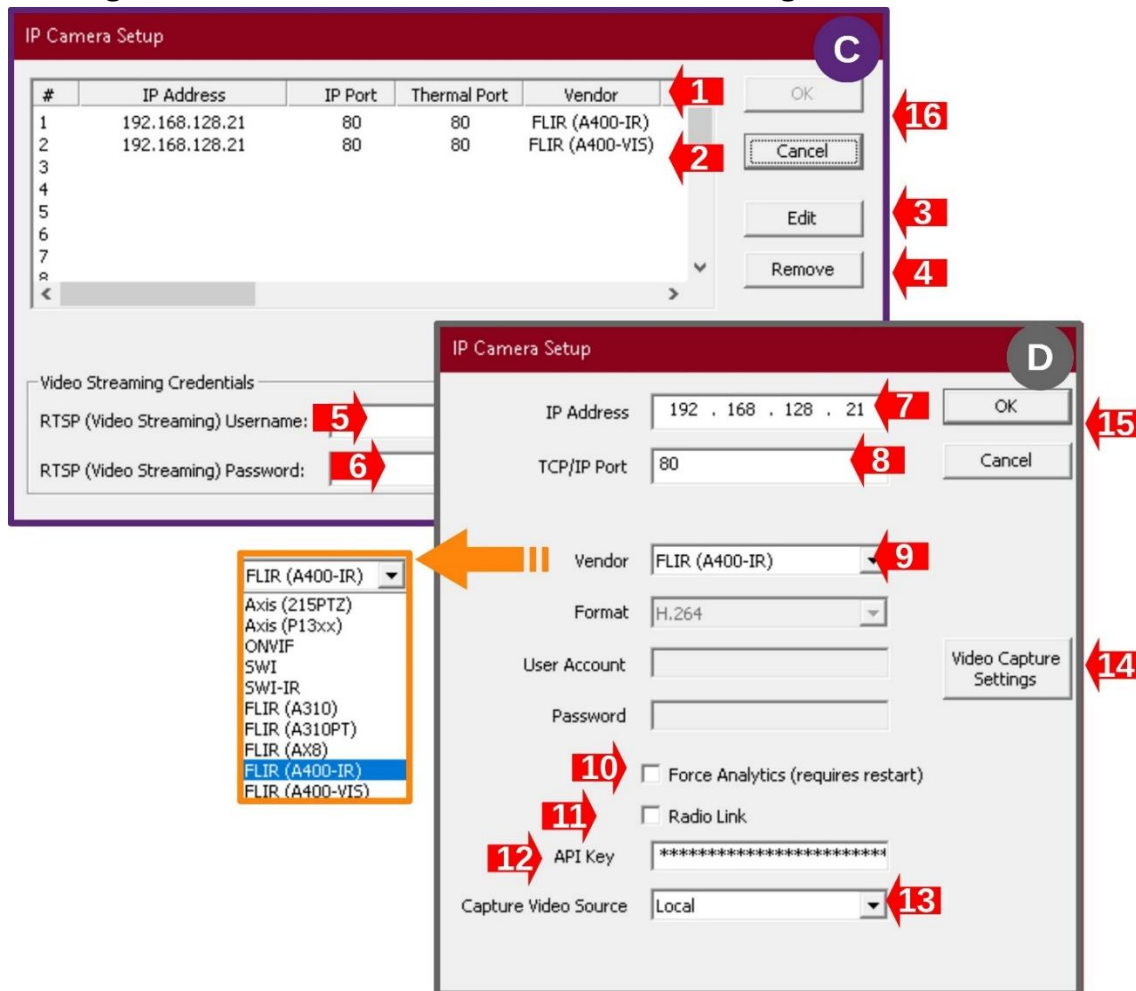 IP Camera Setup
C
# IP Address IP Port Thermal Port Vendor 1 OK
16
1 192.168.128.21 80 80 FLIR (A400-IR)
2 192.168.128.21 80 80 FLIR (A400-VIS) 2 Cancel
3
4
5 Edit 3
6
7
8 Remove 4
IP Camera Setup
D
Video Streaming Credentials
RTSP (Video Streaming) Username: 5
RTSP (Video Streaming) Password: 6
IP Address 192 . 168 . 128 . 21 7 OK
15
TCP/IP Port 80 8 Cancel
Vendor FLIR (A400-IR) 9
Format H.264
User Account
Password
Video Capture
Settings 14
10 Force Analytics (requires restart)
11 Radio Link
12 API Key ************************
Capture Video Source Local 13
FLIR (A400-IR)
Axis (215PTZ)
Axis (P13xx)
ONVIF
SWI
SWI-IR
FLIR (A310)
FLIR (A310PT)
FLIR (AX8)
FLIR (A400-IR)
FLIR (A400-VIS)